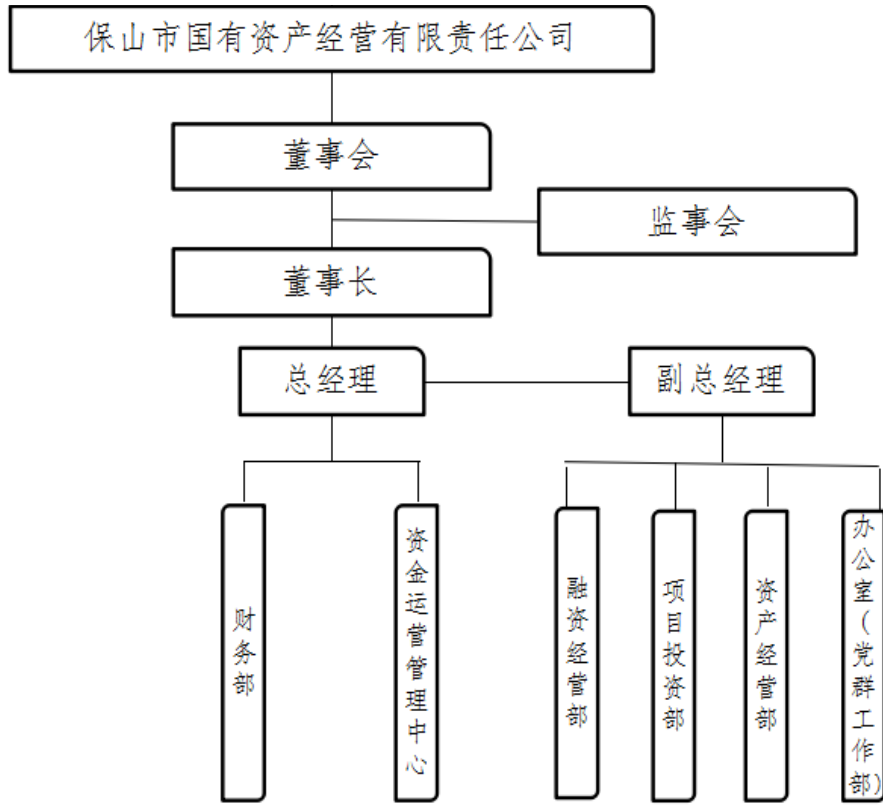 保山市国有资产经营有限责任公司
董事会
监事会
董事长
总经理
副总经理
财务部
资金运营管理中心
融资经营部
项目投资部
资产经营部
办公室(党群工作部)